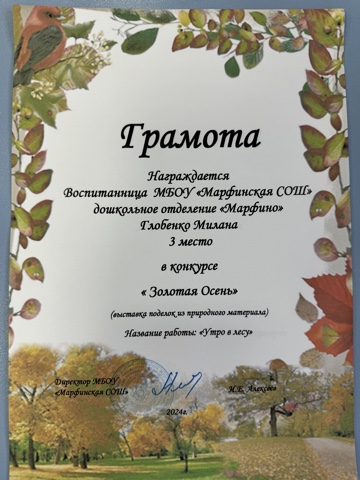 Грамота
Награждается
Воспитанница МБОУ «Марфинская СОШ»
дошкольное отделение «Марфино»
Глобенко Милана
3 место
в конкурсе
« Золотая Осень»
(выставка поделок из природного материала)
Название работы: «Утро в лесу»
Директор МБОУ
«Марфинская СОШ»
2024г.